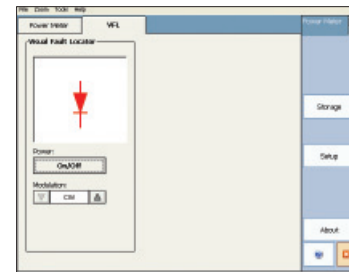 File Zoom Tools Help
Power Meter VFL
Power Meter
Visual Fault Locator
Storage
Power:
On/Off
Setup
Modulation:
CW
About